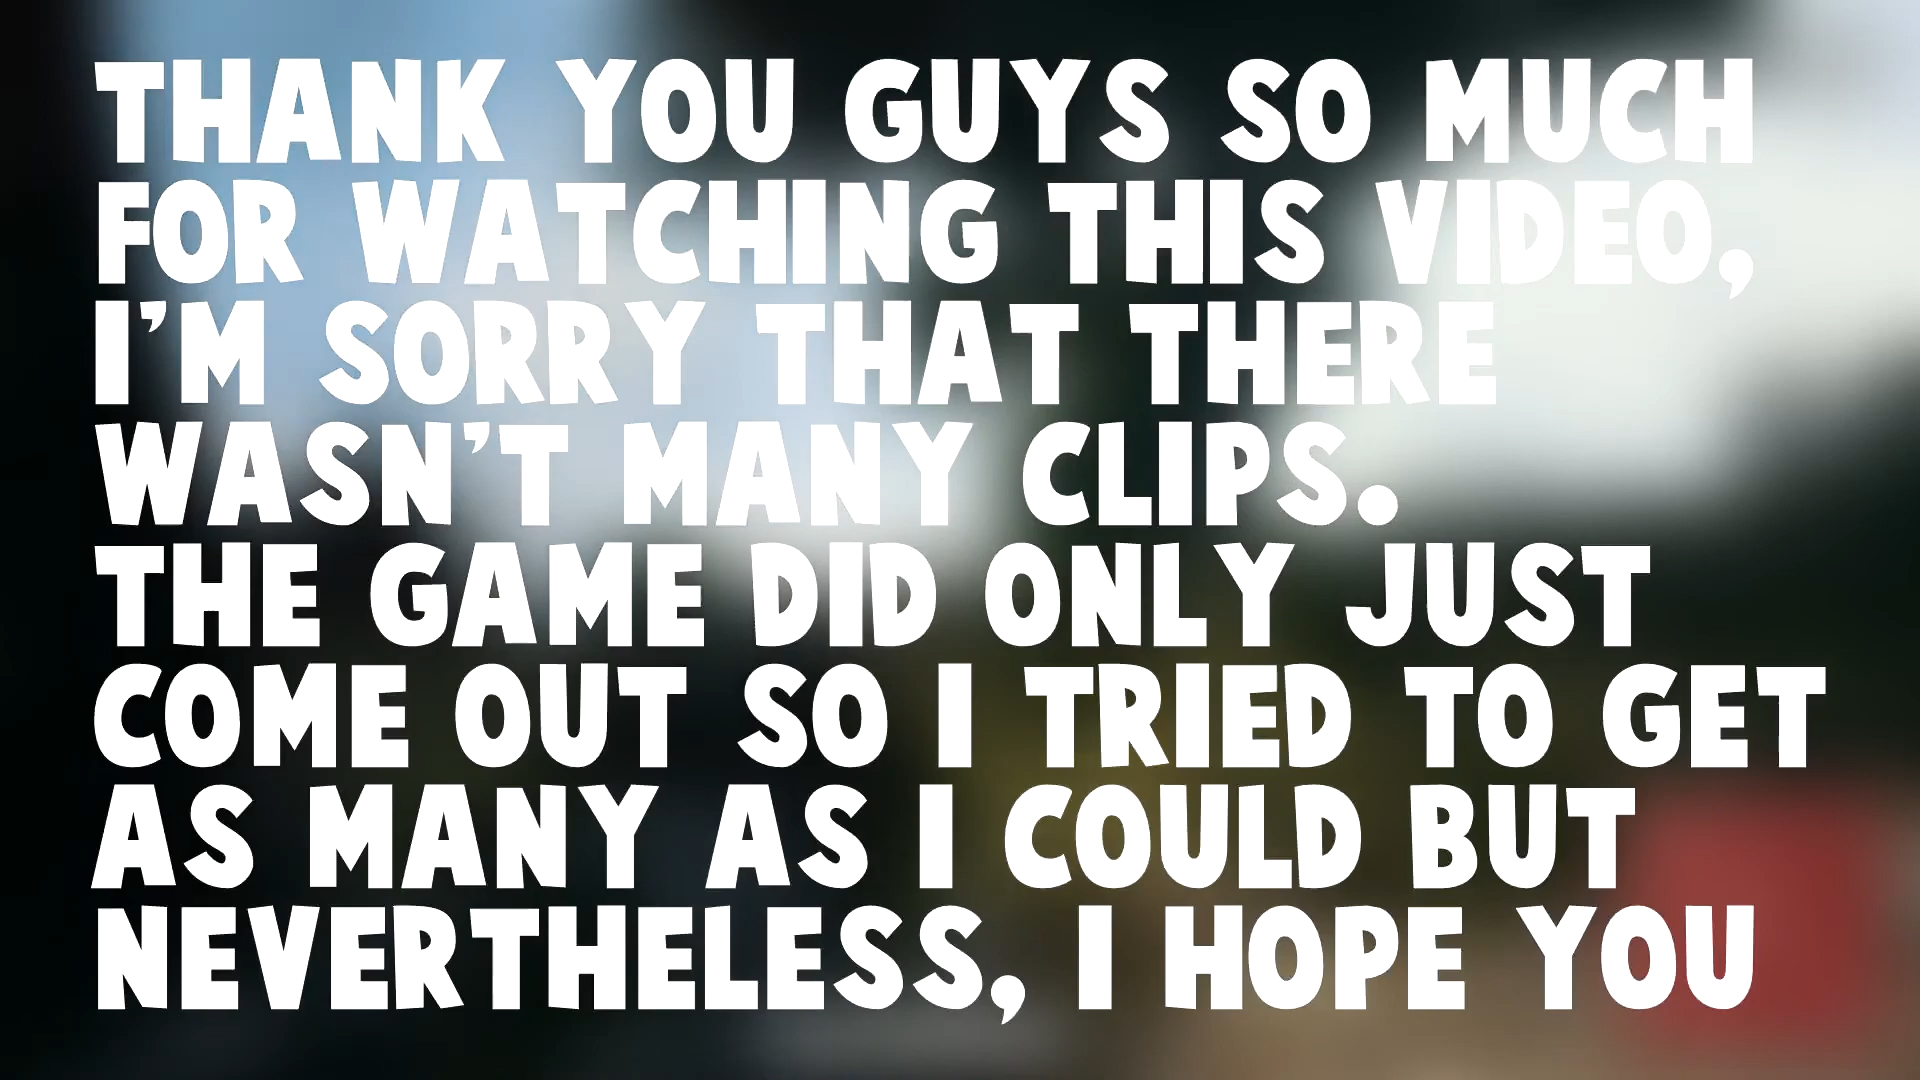 THANK YOU GUYS SO MUCH
FOR WATCHING THIS VIDEO,
I'M SORRY THAT THERE
WASN'T MANY CLIPS.
THE GAME DID ONLY JUST
COME OUT SO I TRIED TO GET
AS MANY AS I COULD BUT
NEVERTHELESS, I HOPE YOU